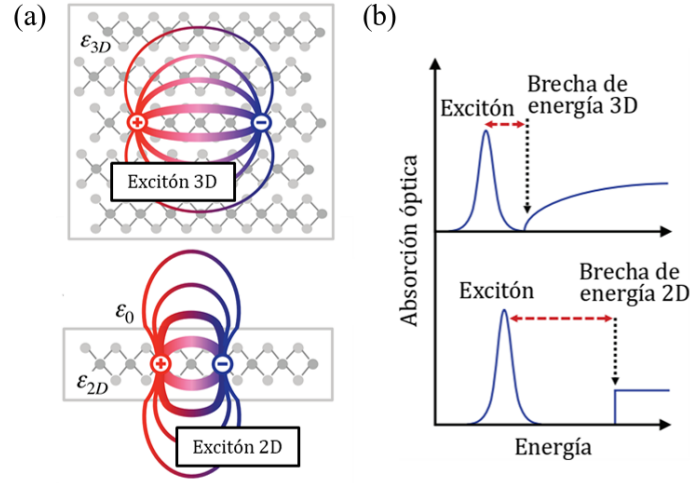 (a)
ε3D
+
−
Excitón 3D
ε0
ε2D
+
−
Excitón 2D
(b)
Absorción óptica
Excitón
Brecha de
energía 3D
Excitón
Brecha de
energía 2D
Energía